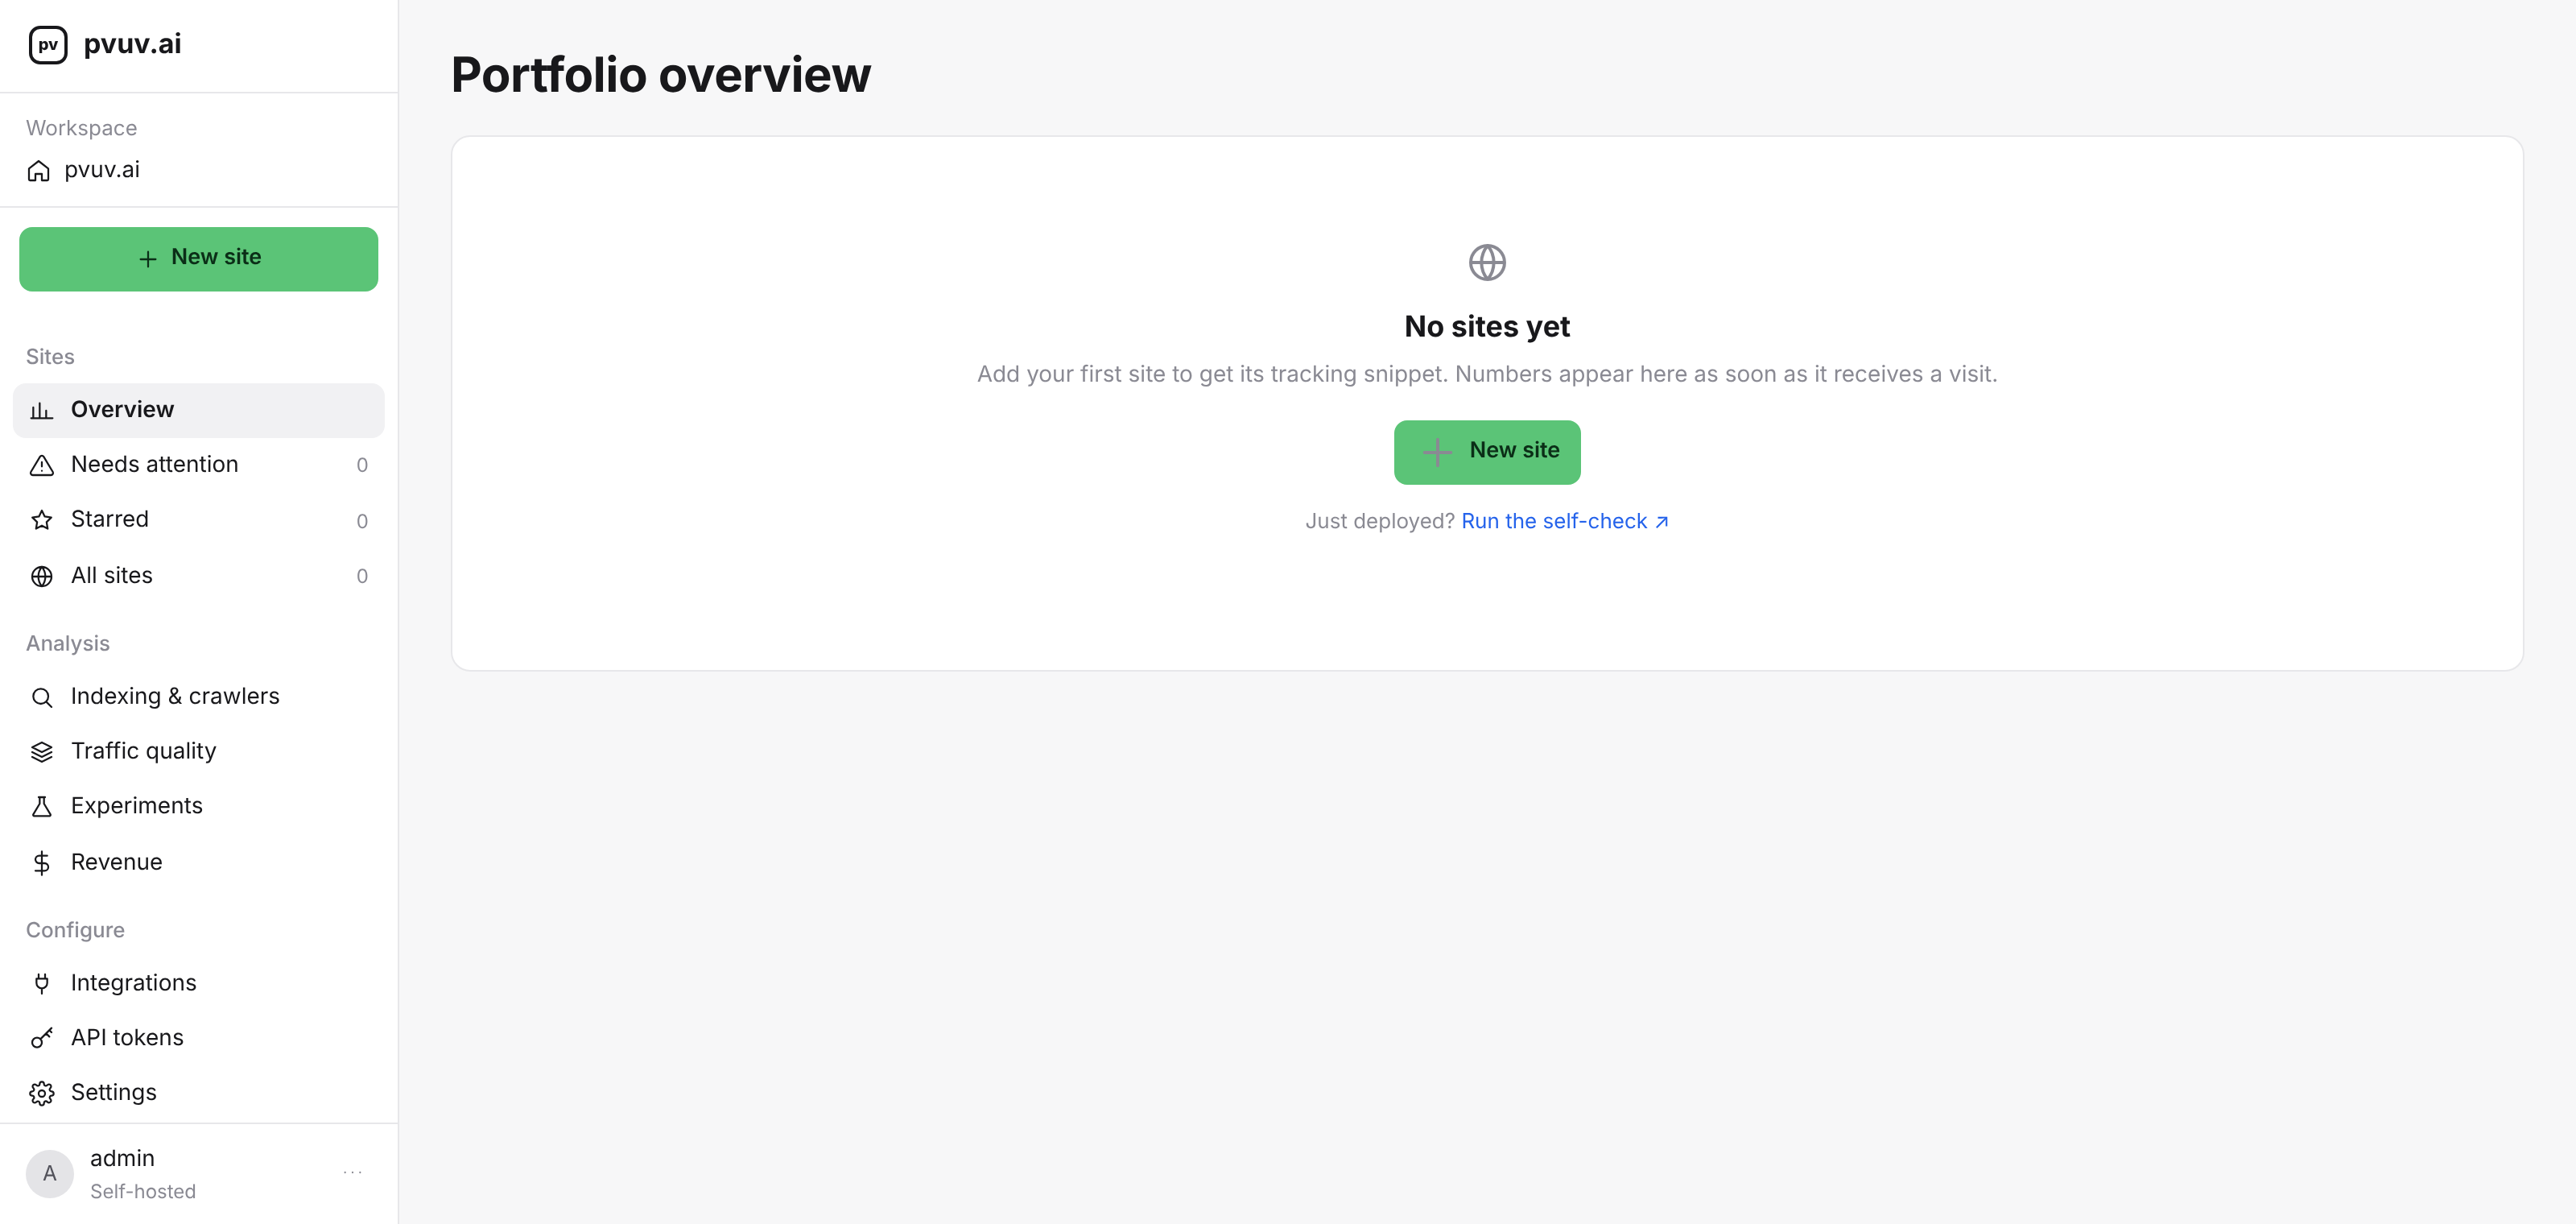 pv pvuv.ai
Workspace
pvuv.ai
+ New site
Sites
Overview
Needs attention 0
Starred 0
All sites 0
Analysis
Indexing & crawlers
Traffic quality
Experiments
Revenue
Configure
Integrations
API tokens
Settings
A admin ...
Self-hosted
Portfolio overview
No sites yet
Add your first site to get its tracking snippet. Numbers appear here as soon as it receives a visit.
+ New site
Just deployed? Run the self-check ↗